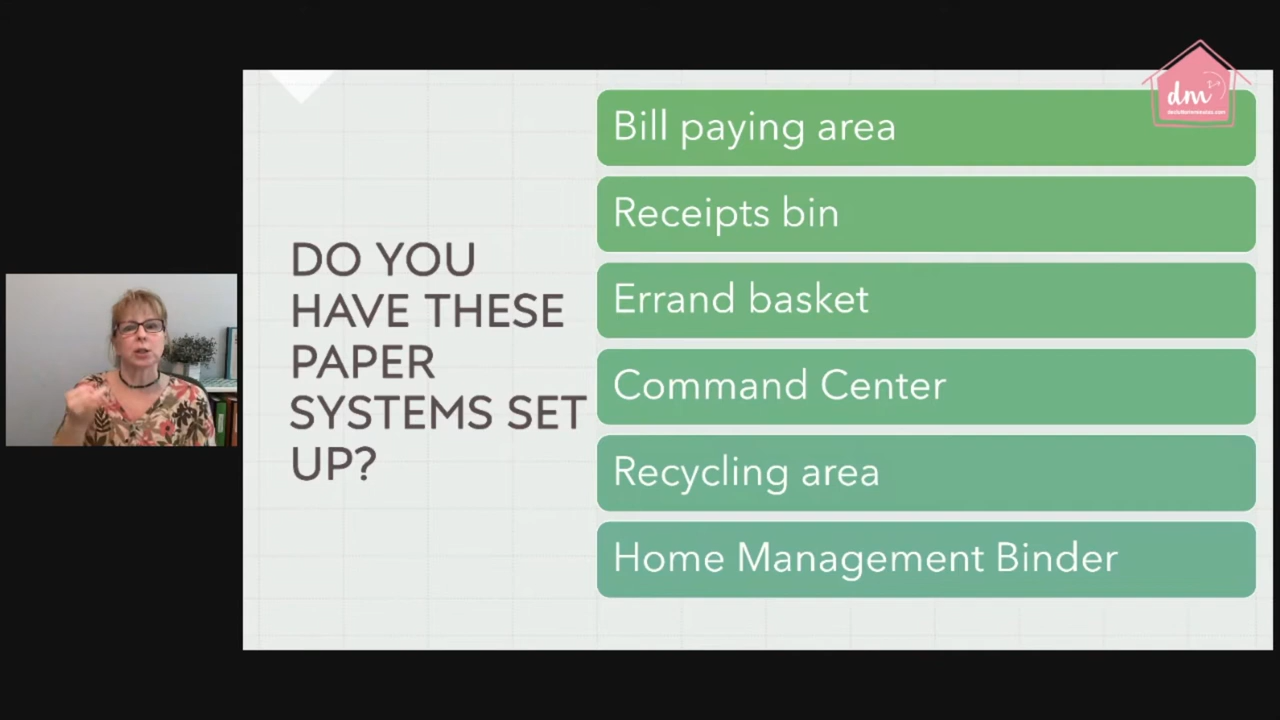 DO YOU
HAVE THESE
PAPER
SYSTEMS SET
UP?
Bill paying area
Receipts bin
Errand basket
Command Center
Recycling area
Home Management Binder
dm